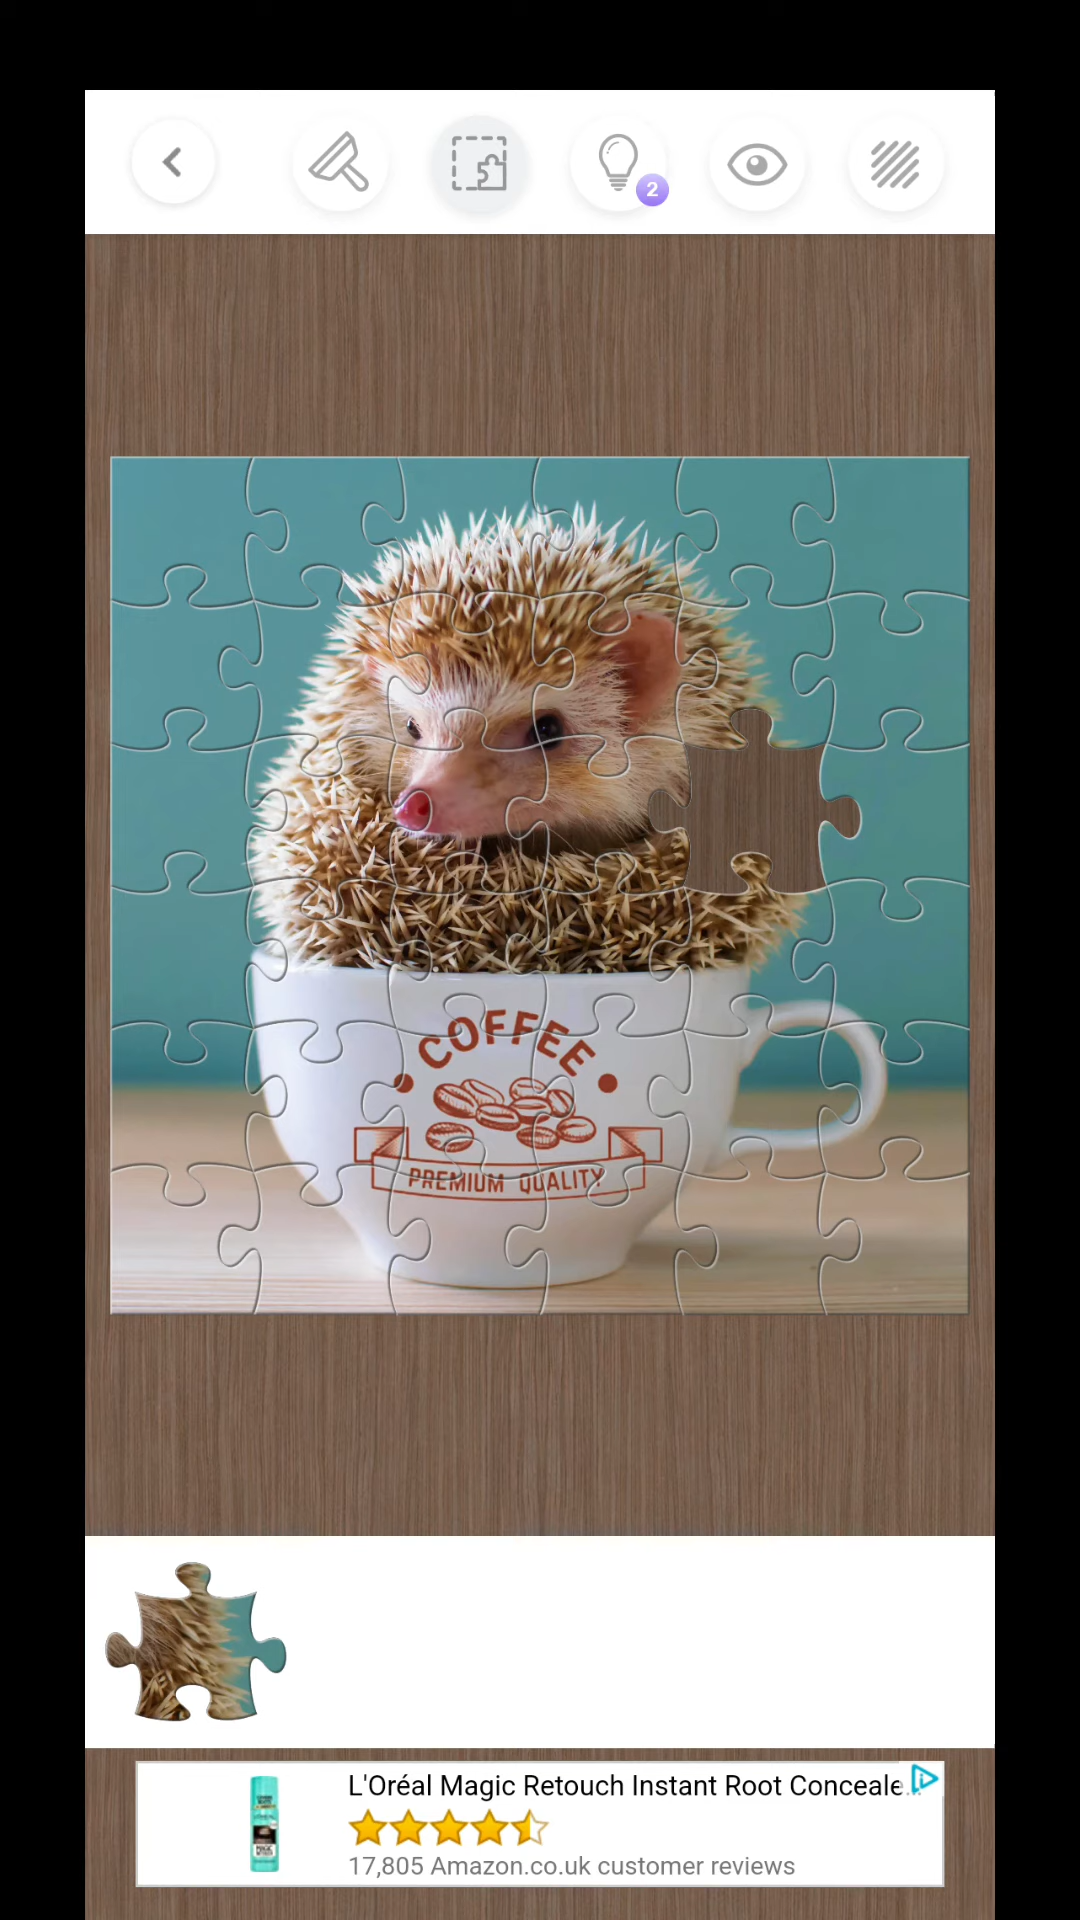 2
COFFEE
PREMIUM QUALITY
L'Oréal Magic Retouch Instant Root Conceale...
17,805 Amazon.co.uk customer reviews